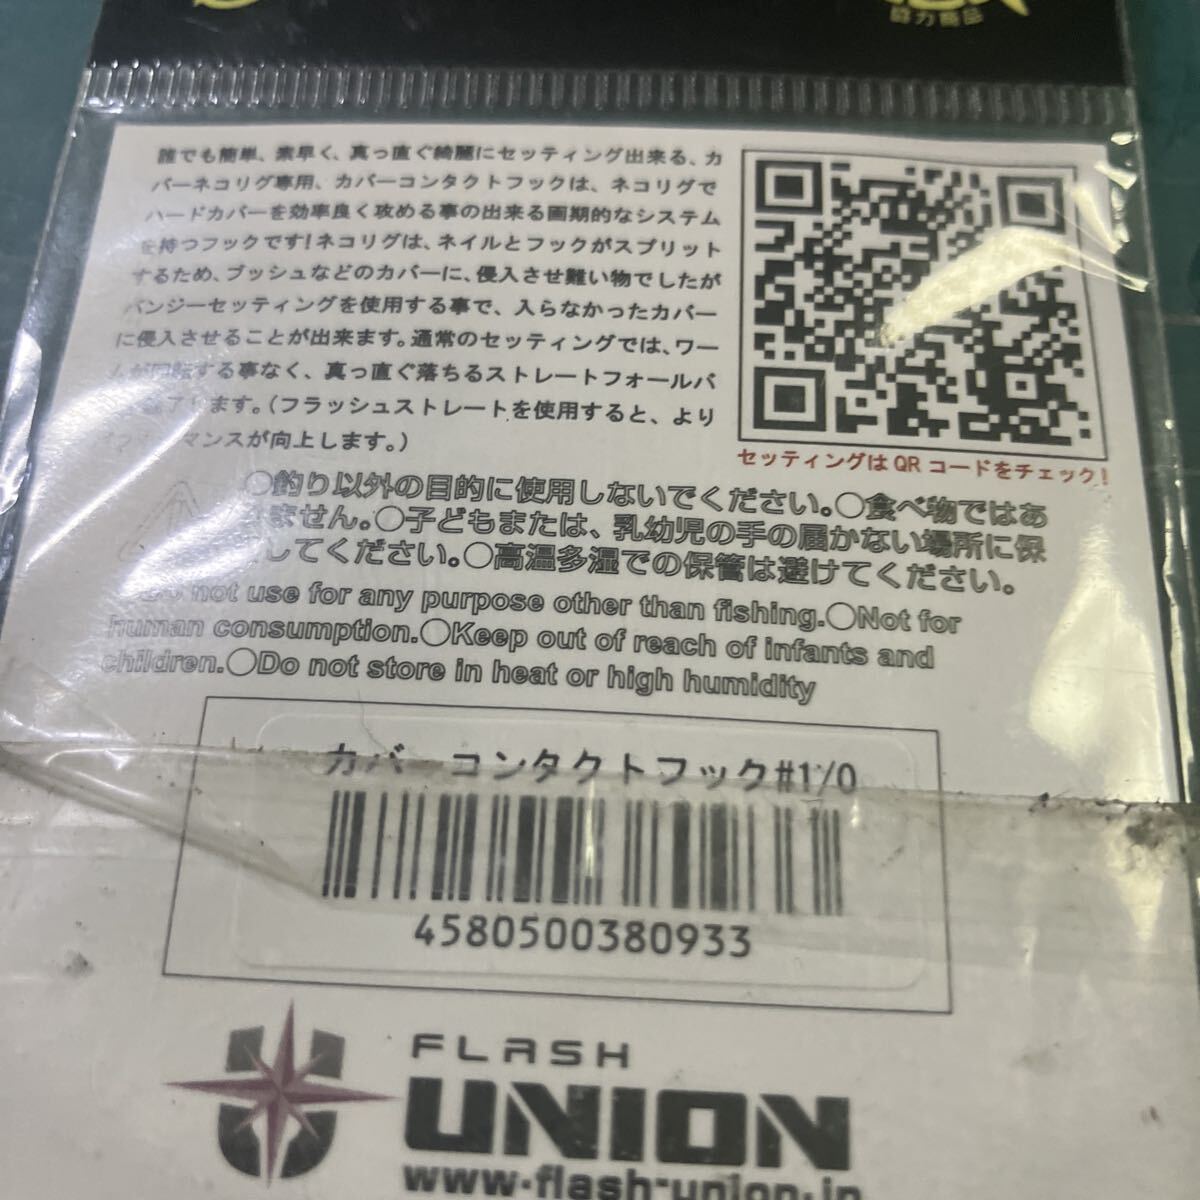 誰でも簡単、素早く、真っ直ぐ綺麗にセッティング出来る、カ
バーネコリグ専用、カバーコンタクトフックは、ネコリグで
ハードカバーを効率良く攻める事の出来る画期的なシステム
を持つフックです!ネコリグは、ネイルとフックがスプリット
するため、ブッシュなどのカバーに、侵入させ難い物でしたが
バンジーセッティングを使用する事で、入らなかったカバー
に侵入させることが出来ます。通常のセッティングでは、ワー
ムが回転する事なく、真っ直ぐ落ちるストレートフォールバ
ります。(フラッシュストレートを使用すると、より
マンスが向上します。)
セッティングはQRコードをチェック!
○釣り以外の目的に使用しないでください。○食べ物ではあ
ません。○子どもまたは、乳幼児の手の届かない場所に保
してください。○高温多湿での保管は避けてください。
Do not use for any purpose other than fishing.○Not for
human consumption.○Keep out of reach of infants and
children.○Do not store in heat or high humidity
カバーコンタクトフック#1/0
4580500380933
FLASH
UNION
www.flash-union.jp